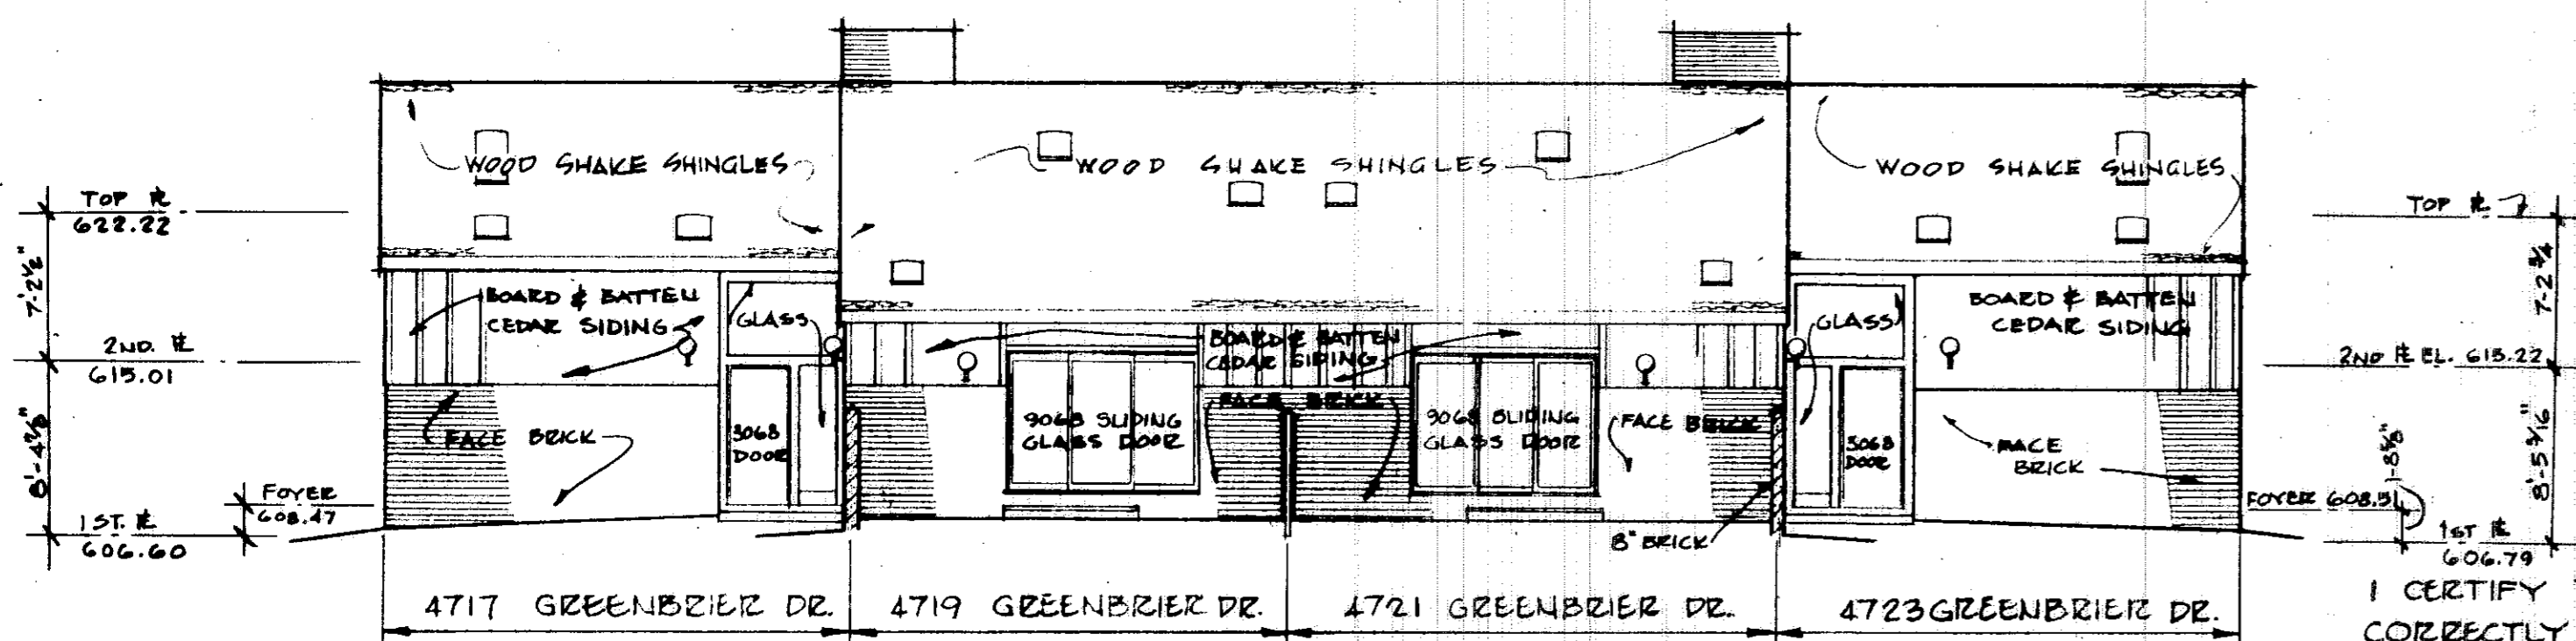 WOOD SHAKE SHINGLES
WOOD SHAKE SHINGLES
WOOD SHAKE SHINGLES
TOP PL
622.22
7'-2½"
2ND. PL
615.01
8'-4⅞"
FOYER
608.47
1ST. PL
606.60
BOARD & BATTEN
CEDAR SIDING
GLASS
FACE BRICK
3068
DOOR
BOARD & BATTEN
CEDAR SIDING
9068 SLIDING
GLASS DOOR
FACE BRICK
9068 SLIDING
GLASS DOOR
FACE BRICK
8" BRICK
GLASS
3068
DOOR
BOARD & BATTEN
CEDAR SIDING
FACE
BRICK
TOP PL
7-2¾
2ND PL EL. 615.22
8'-5 3/16"
1-8⅝"
FOYER 608.51
1ST PL
606.79
4717 GREENBRIER DR.
4719 GREENBRIER DR.
4721 GREENBRIER DR.
4723 GREENBRIER DR.
I CERTIFY
CORRECTLY